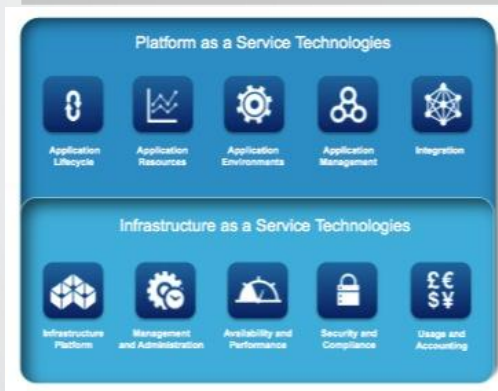 Platform as a Service Technologies
Application
Lifecycle
Application
Resources
Application
Environments
Application
Management
Integration
Infrastructure as a Service Technologies
Infrastructure
Platform
Management
and Administration
Availability and
Performance
Security and
Compliance
£€
$¥
Usage and
Accounting